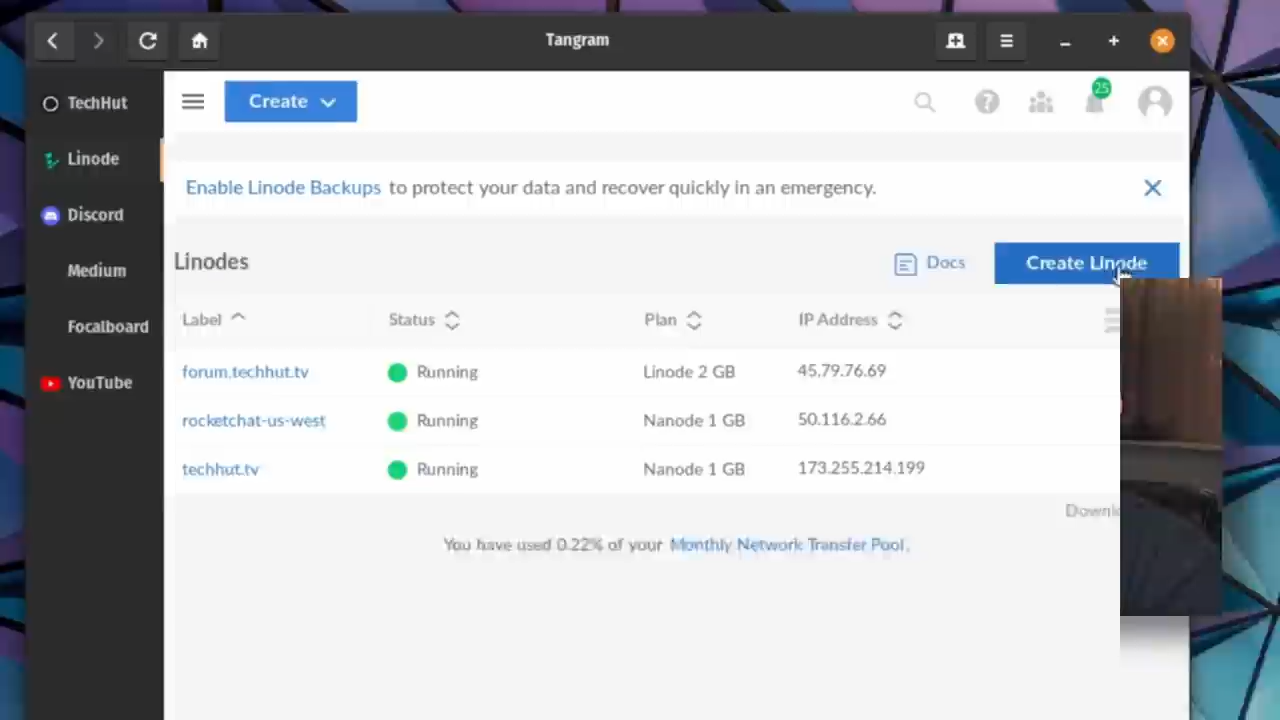 Tangram
TechHut
Linode
Discord
Medium
Focalboard
YouTube
Create
25
Enable Linode Backups to protect your data and recover quickly in an emergency.
Linodes
Docs
Create Linode
Label Status Plan IP Address
forum.techhut.tv Running Linode 2 GB 45.79.76.69
rocketchat-us-west Running Nanode 1 GB 50.116.2.66
techhut.tv Running Nanode 1 GB 173.255.214.199
You have used 0.22% of your Monthly Network Transfer Pool.